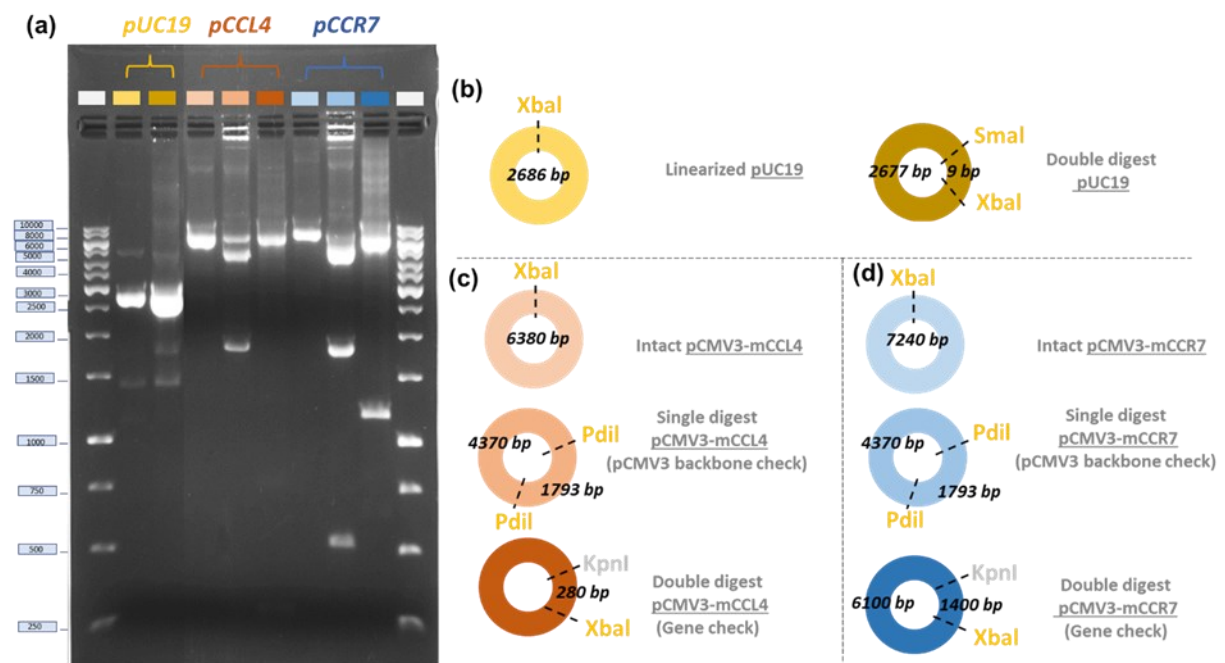 (a)
pUC19 pCCL4 pCCR7
10000
8000
6000
5000
4000
3000
2500
2000
1500
1000
750
500
250
(b)
XbaI
2686 bp
Linearized pUC19
SmaI
2677 bp 9 bp
XbaI
Double digest
pUC19
(c)
XbaI
6380 bp
Intact pCMV3-mCCL4
4370 bp
PdiI
1793 bp
PdiI
Single digest
pCMV3-mCCL4
(pCMV3 backbone check)
KpnI
280 bp
XbaI
Double digest
pCMV3-mCCL4
(Gene check)
(d)
XbaI
7240 bp
Intact pCMV3-mCCR7
4370 bp
PdiI
1793 bp
PdiI
Single digest
pCMV3-mCCR7
(pCMV3 backbone check)
KpnI
6100 bp 1400 bp
XbaI
Double digest
pCMV3-mCCR7
(Gene check)